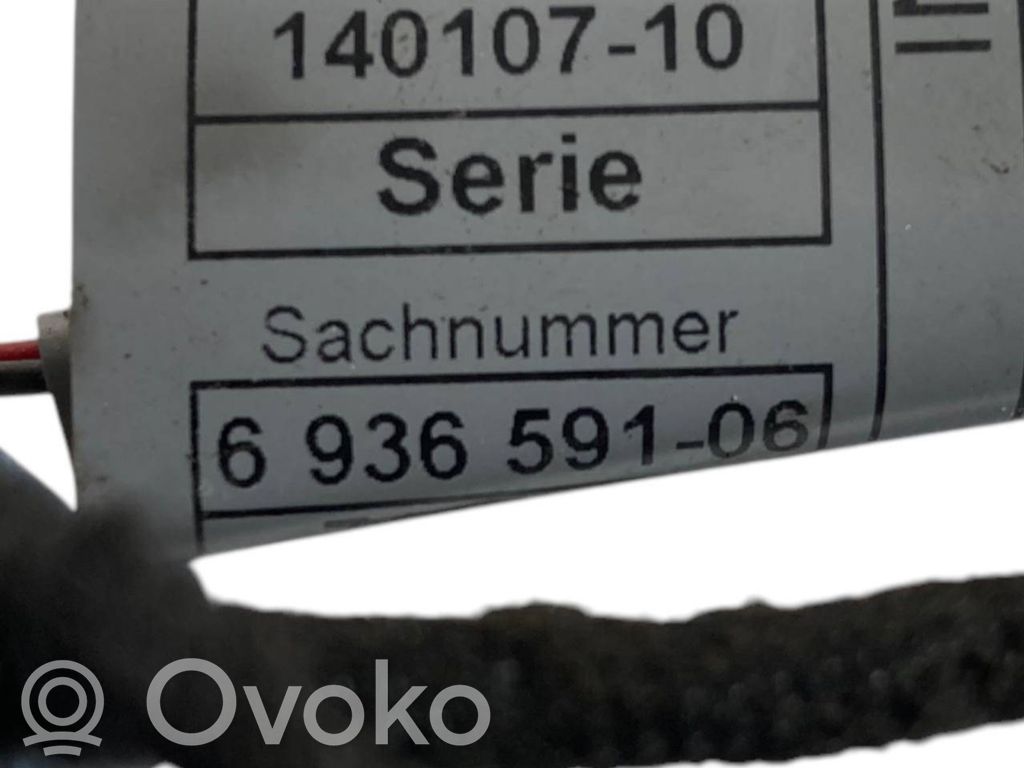 140107-10
Serie
Sachnummer
6 936 591-06
Ovoko